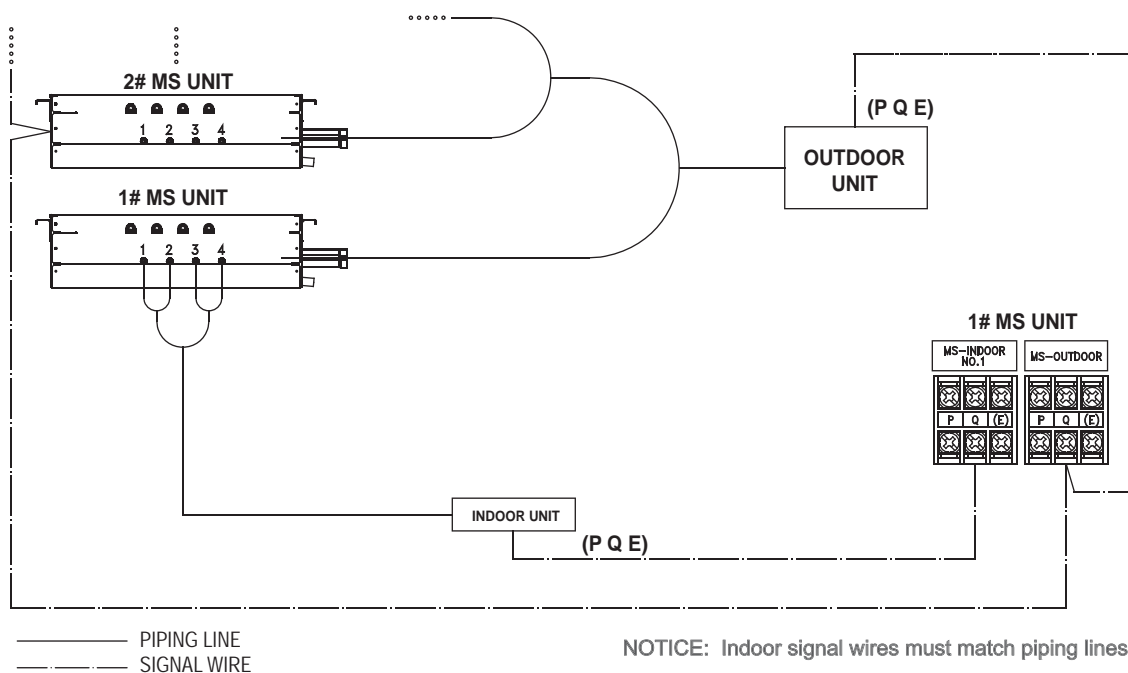 2# MS UNIT
1 2 3 4
(P Q E)
OUTDOOR
UNIT
1# MS UNIT
1 2 3 4
1# MS UNIT
MS-INDOOR
NO.1
MS-OUTDOOR
P Q (E)
P Q (E)
INDOOR UNIT
(P Q E)
PIPING LINE
SIGNAL WIRE
NOTICE: Indoor signal wires must match piping lines